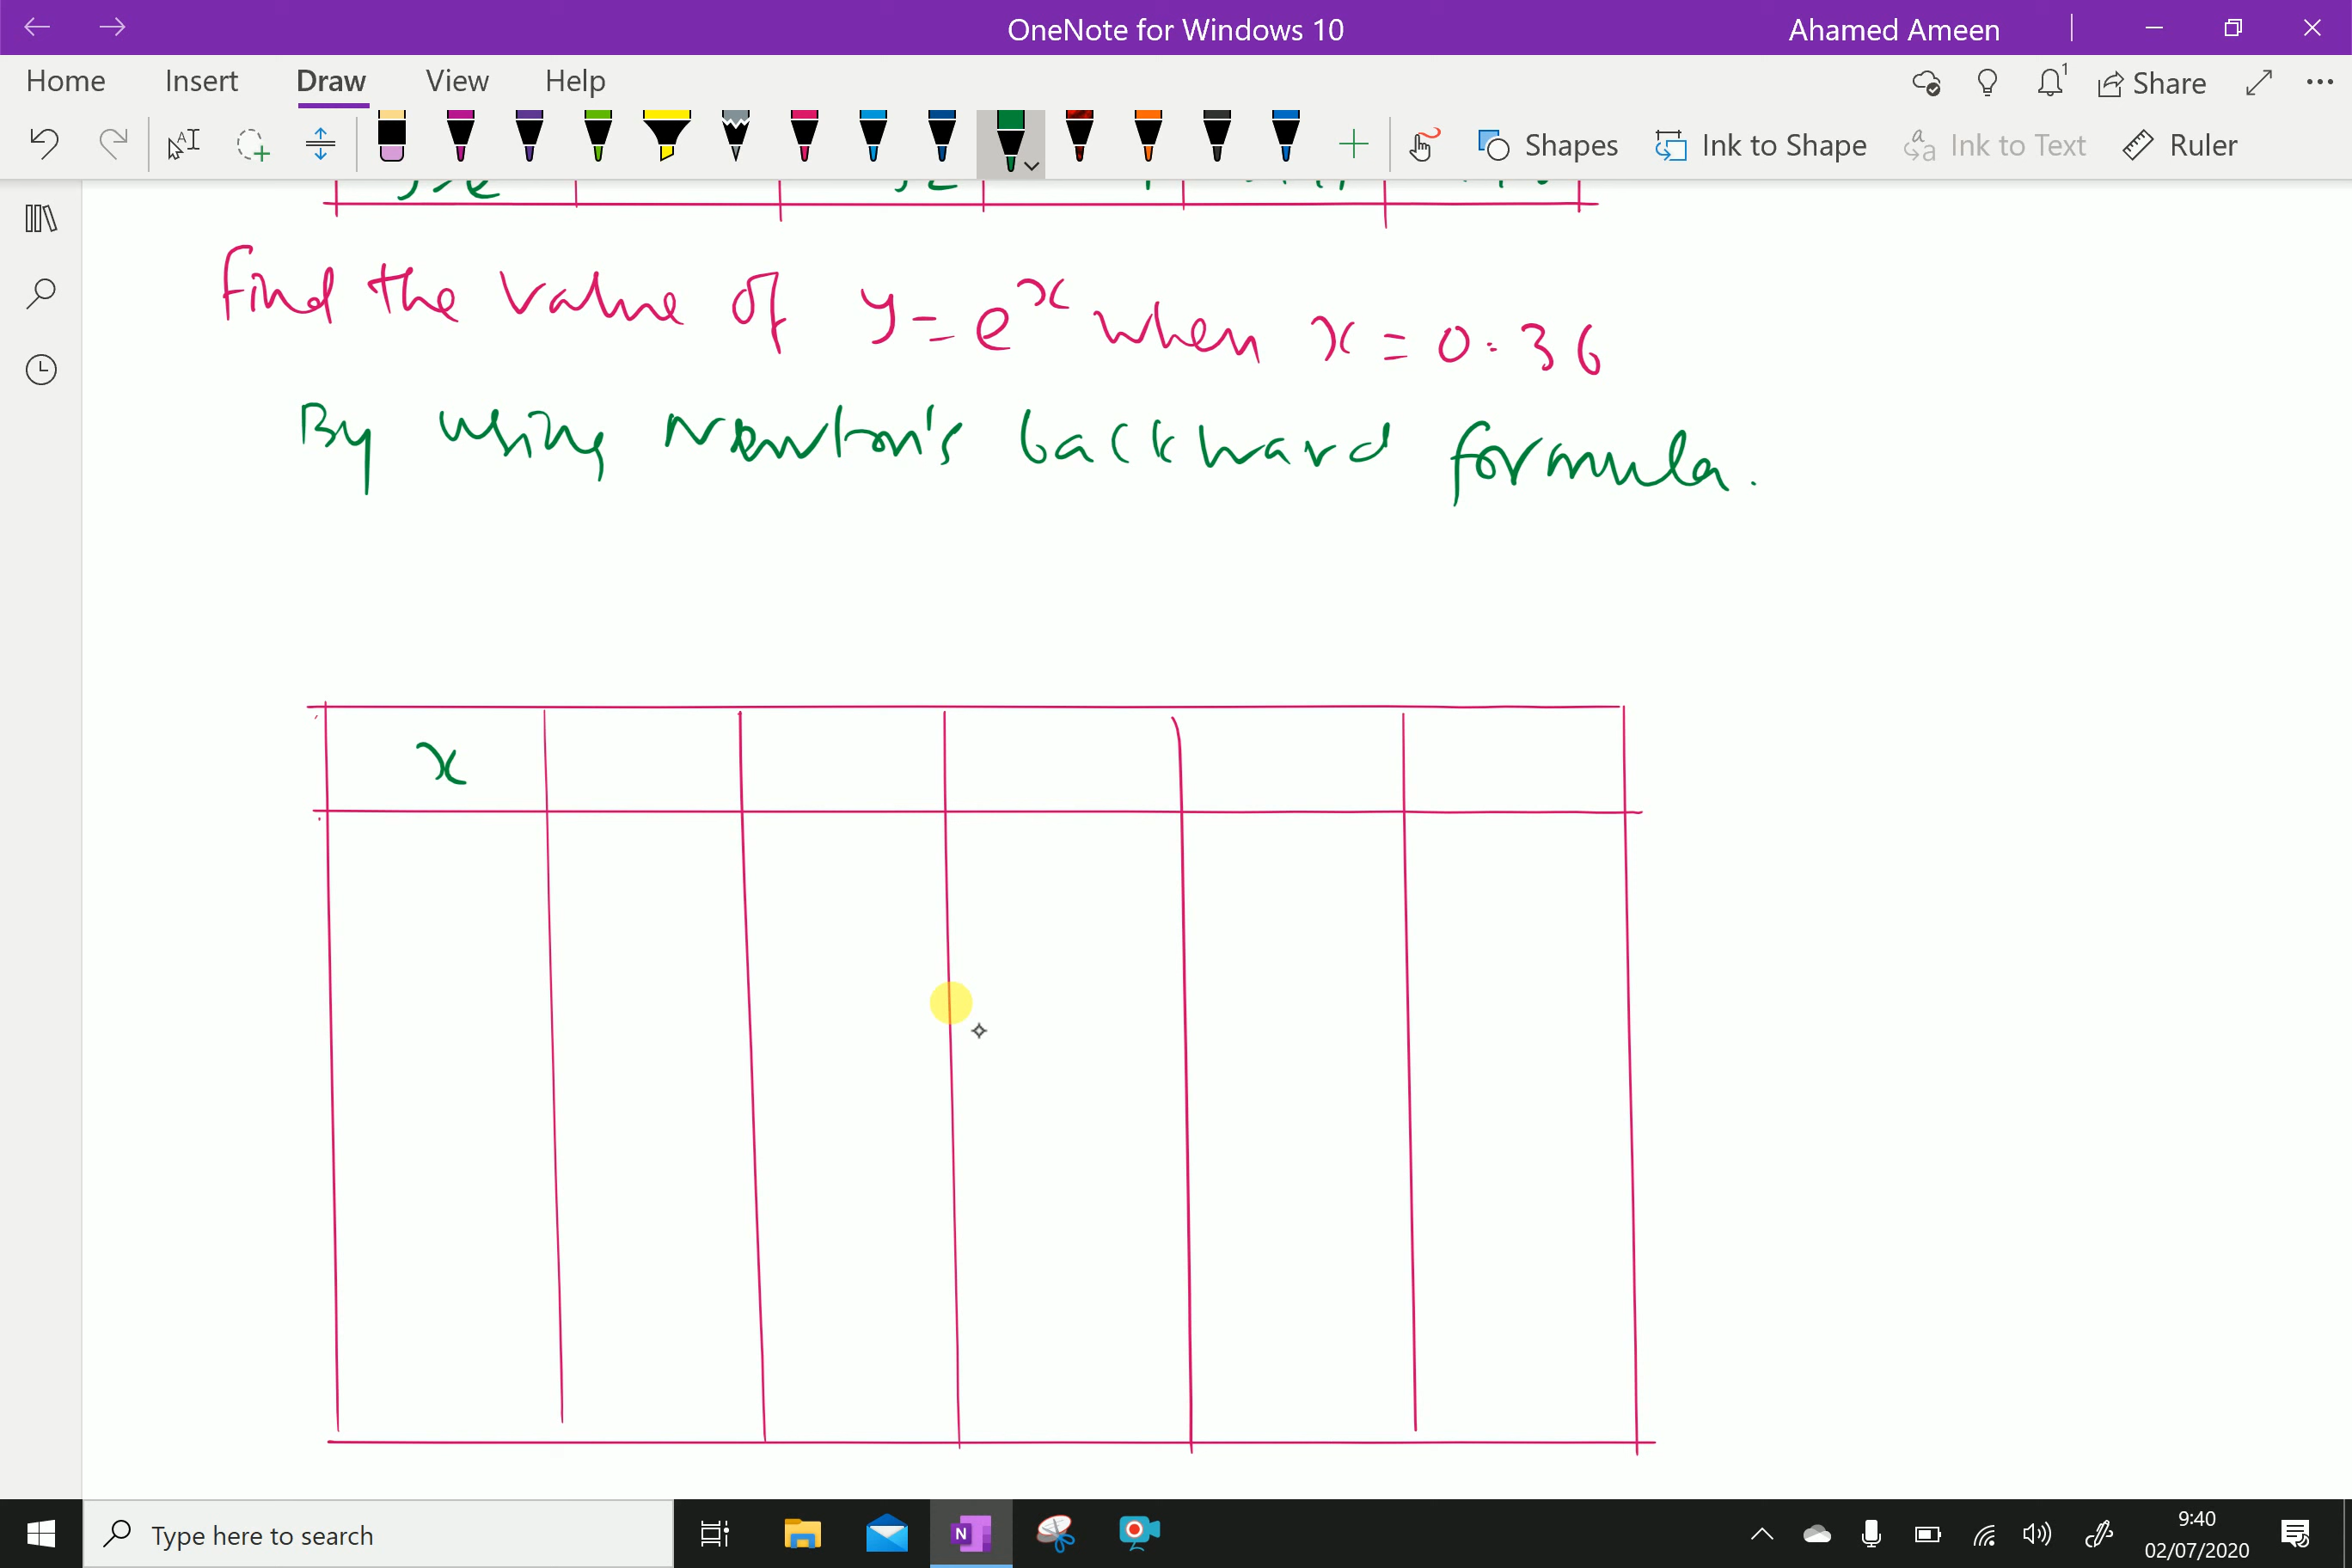 OneNote for Windows 10
Ahamed Ameen
Home Insert Draw View Help
1
Share
Shapes Ink to Shape Ink to Text Ruler
Find the value of y = e^x when x = 0.36
By using Newton's backward formula.
x
Type here to search
N
9:40
02/07/2020